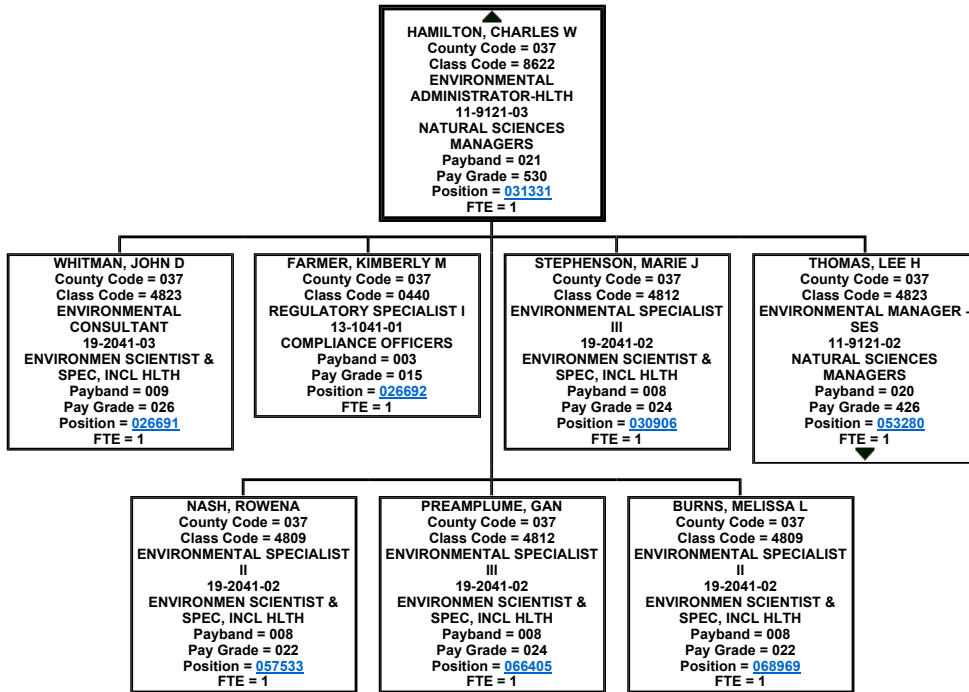 HAMILTON, CHARLES W
County Code = 037
Class Code = 8622
ENVIRONMENTAL
ADMINISTRATOR-HLTH
11-9121-03
NATURAL SCIENCES
MANAGERS
Payband = 021
Pay Grade = 530
Position = 031331
FTE = 1
WHITMAN, JOHN D
County Code = 037
Class Code = 4823
ENVIRONMENTAL
CONSULTANT
19-2041-03
ENVIRONMEN SCIENTIST &
SPEC, INCL HLTH
Payband = 009
Pay Grade = 026
Position = 026691
FTE = 1
FARMER, KIMBERLY M
County Code = 037
Class Code = 0440
REGULATORY SPECIALIST I
13-1041-01
COMPLIANCE OFFICERS
Payband = 003
Pay Grade = 015
Position = 026692
FTE = 1
STEPHENSON, MARIE J
County Code = 037
Class Code = 4812
ENVIRONMENTAL SPECIALIST
III
19-2041-02
ENVIRONMEN SCIENTIST &
SPEC, INCL HLTH
Payband = 008
Pay Grade = 024
Position = 030906
FTE = 1
THOMAS, LEE H
County Code = 037
Class Code = 4823
ENVIRONMENTAL MANAGER -
SES
11-9121-02
NATURAL SCIENCES
MANAGERS
Payband = 020
Pay Grade = 426
Position = 053280
FTE = 1
NASH, ROWENA
County Code = 037
Class Code = 4809
ENVIRONMENTAL SPECIALIST
II
19-2041-02
ENVIRONMEN SCIENTIST &
SPEC, INCL HLTH
Payband = 008
Pay Grade = 022
Position = 057533
FTE = 1
PREAMPLUME, GAN
County Code = 037
Class Code = 4812
ENVIRONMENTAL SPECIALIST
III
19-2041-02
ENVIRONMEN SCIENTIST &
SPEC, INCL HLTH
Payband = 008
Pay Grade = 024
Position = 066405
FTE = 1
BURNS, MELISSA L
County Code = 037
Class Code = 4809
ENVIRONMENTAL SPECIALIST
II
19-2041-02
ENVIRONMEN SCIENTIST &
SPEC, INCL HLTH
Payband = 008
Pay Grade = 022
Position = 068969
FTE = 1